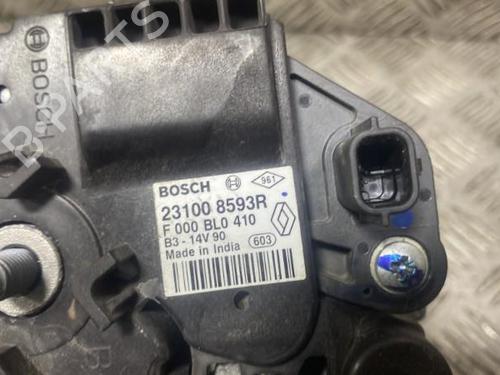 BOSCH
B-PARTS
BOSCH
961
23100 8593R
F 000 BL0 410
B3 - 14V 90
Made in India
603